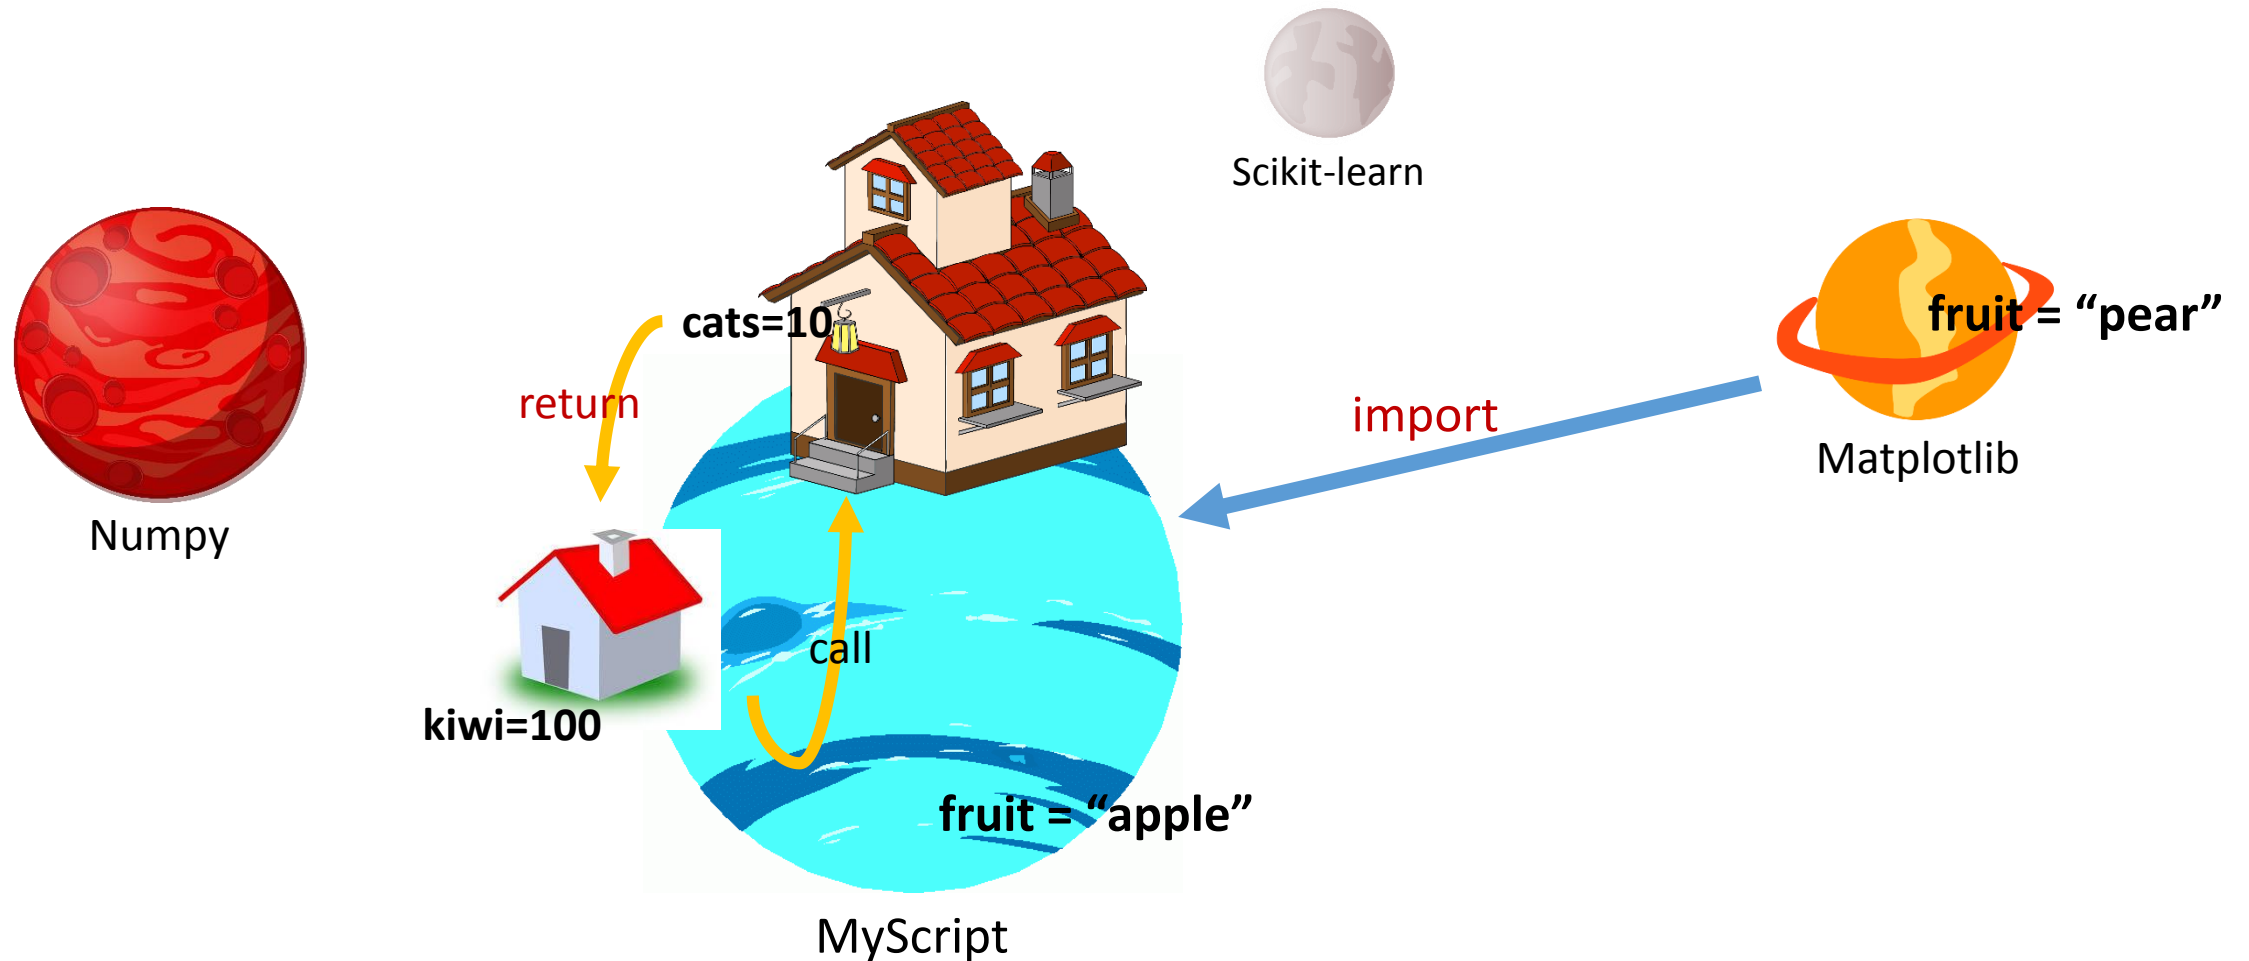 Scikit-learn
cats=10
fruit = “pear”
return
import
Matplotlib
Numpy
call
kiwi=100
fruit = “apple”
MyScript